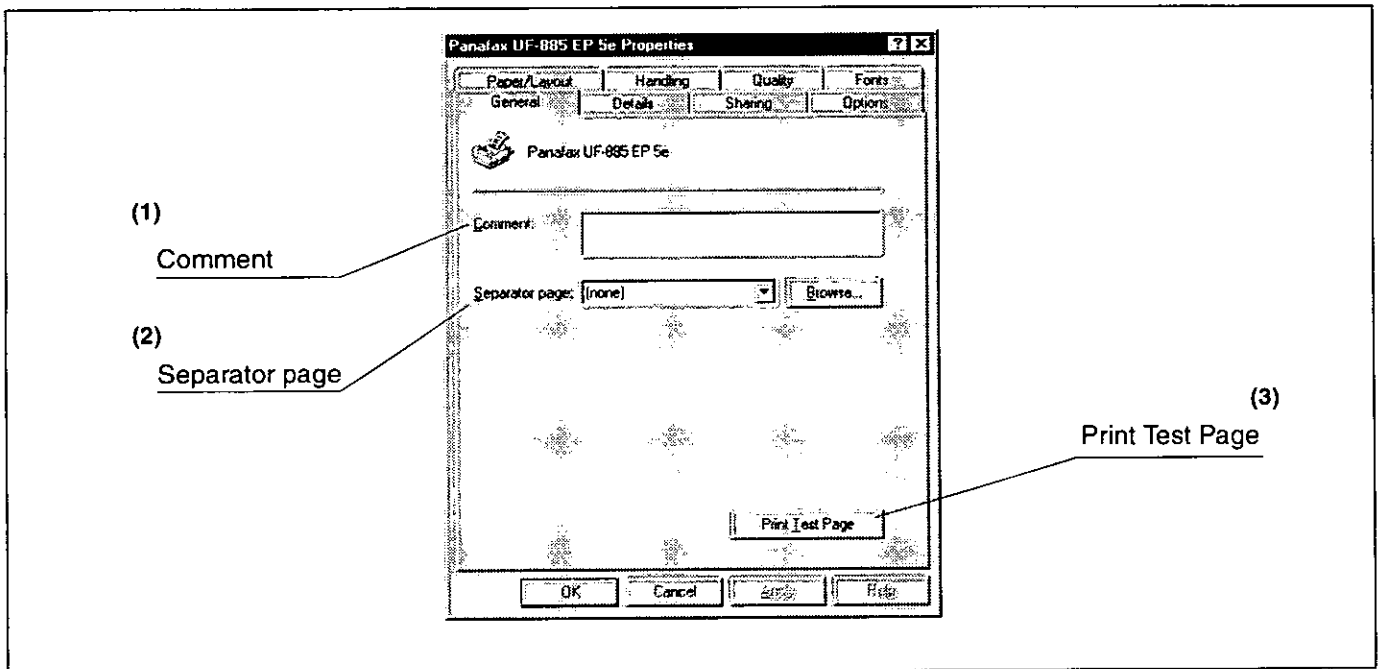 Panafax UF-885 EP 5e Properties
Paper/Layout Handling Quality Fonts
General Details Sharing Options
Panafax UF-885 EP 5e
(1)
Comment
Comment:
Separator page: (none) Browse...
(2)
Separator page
(3)
Print Test Page
Print Test Page
OK Cancel Apply Help